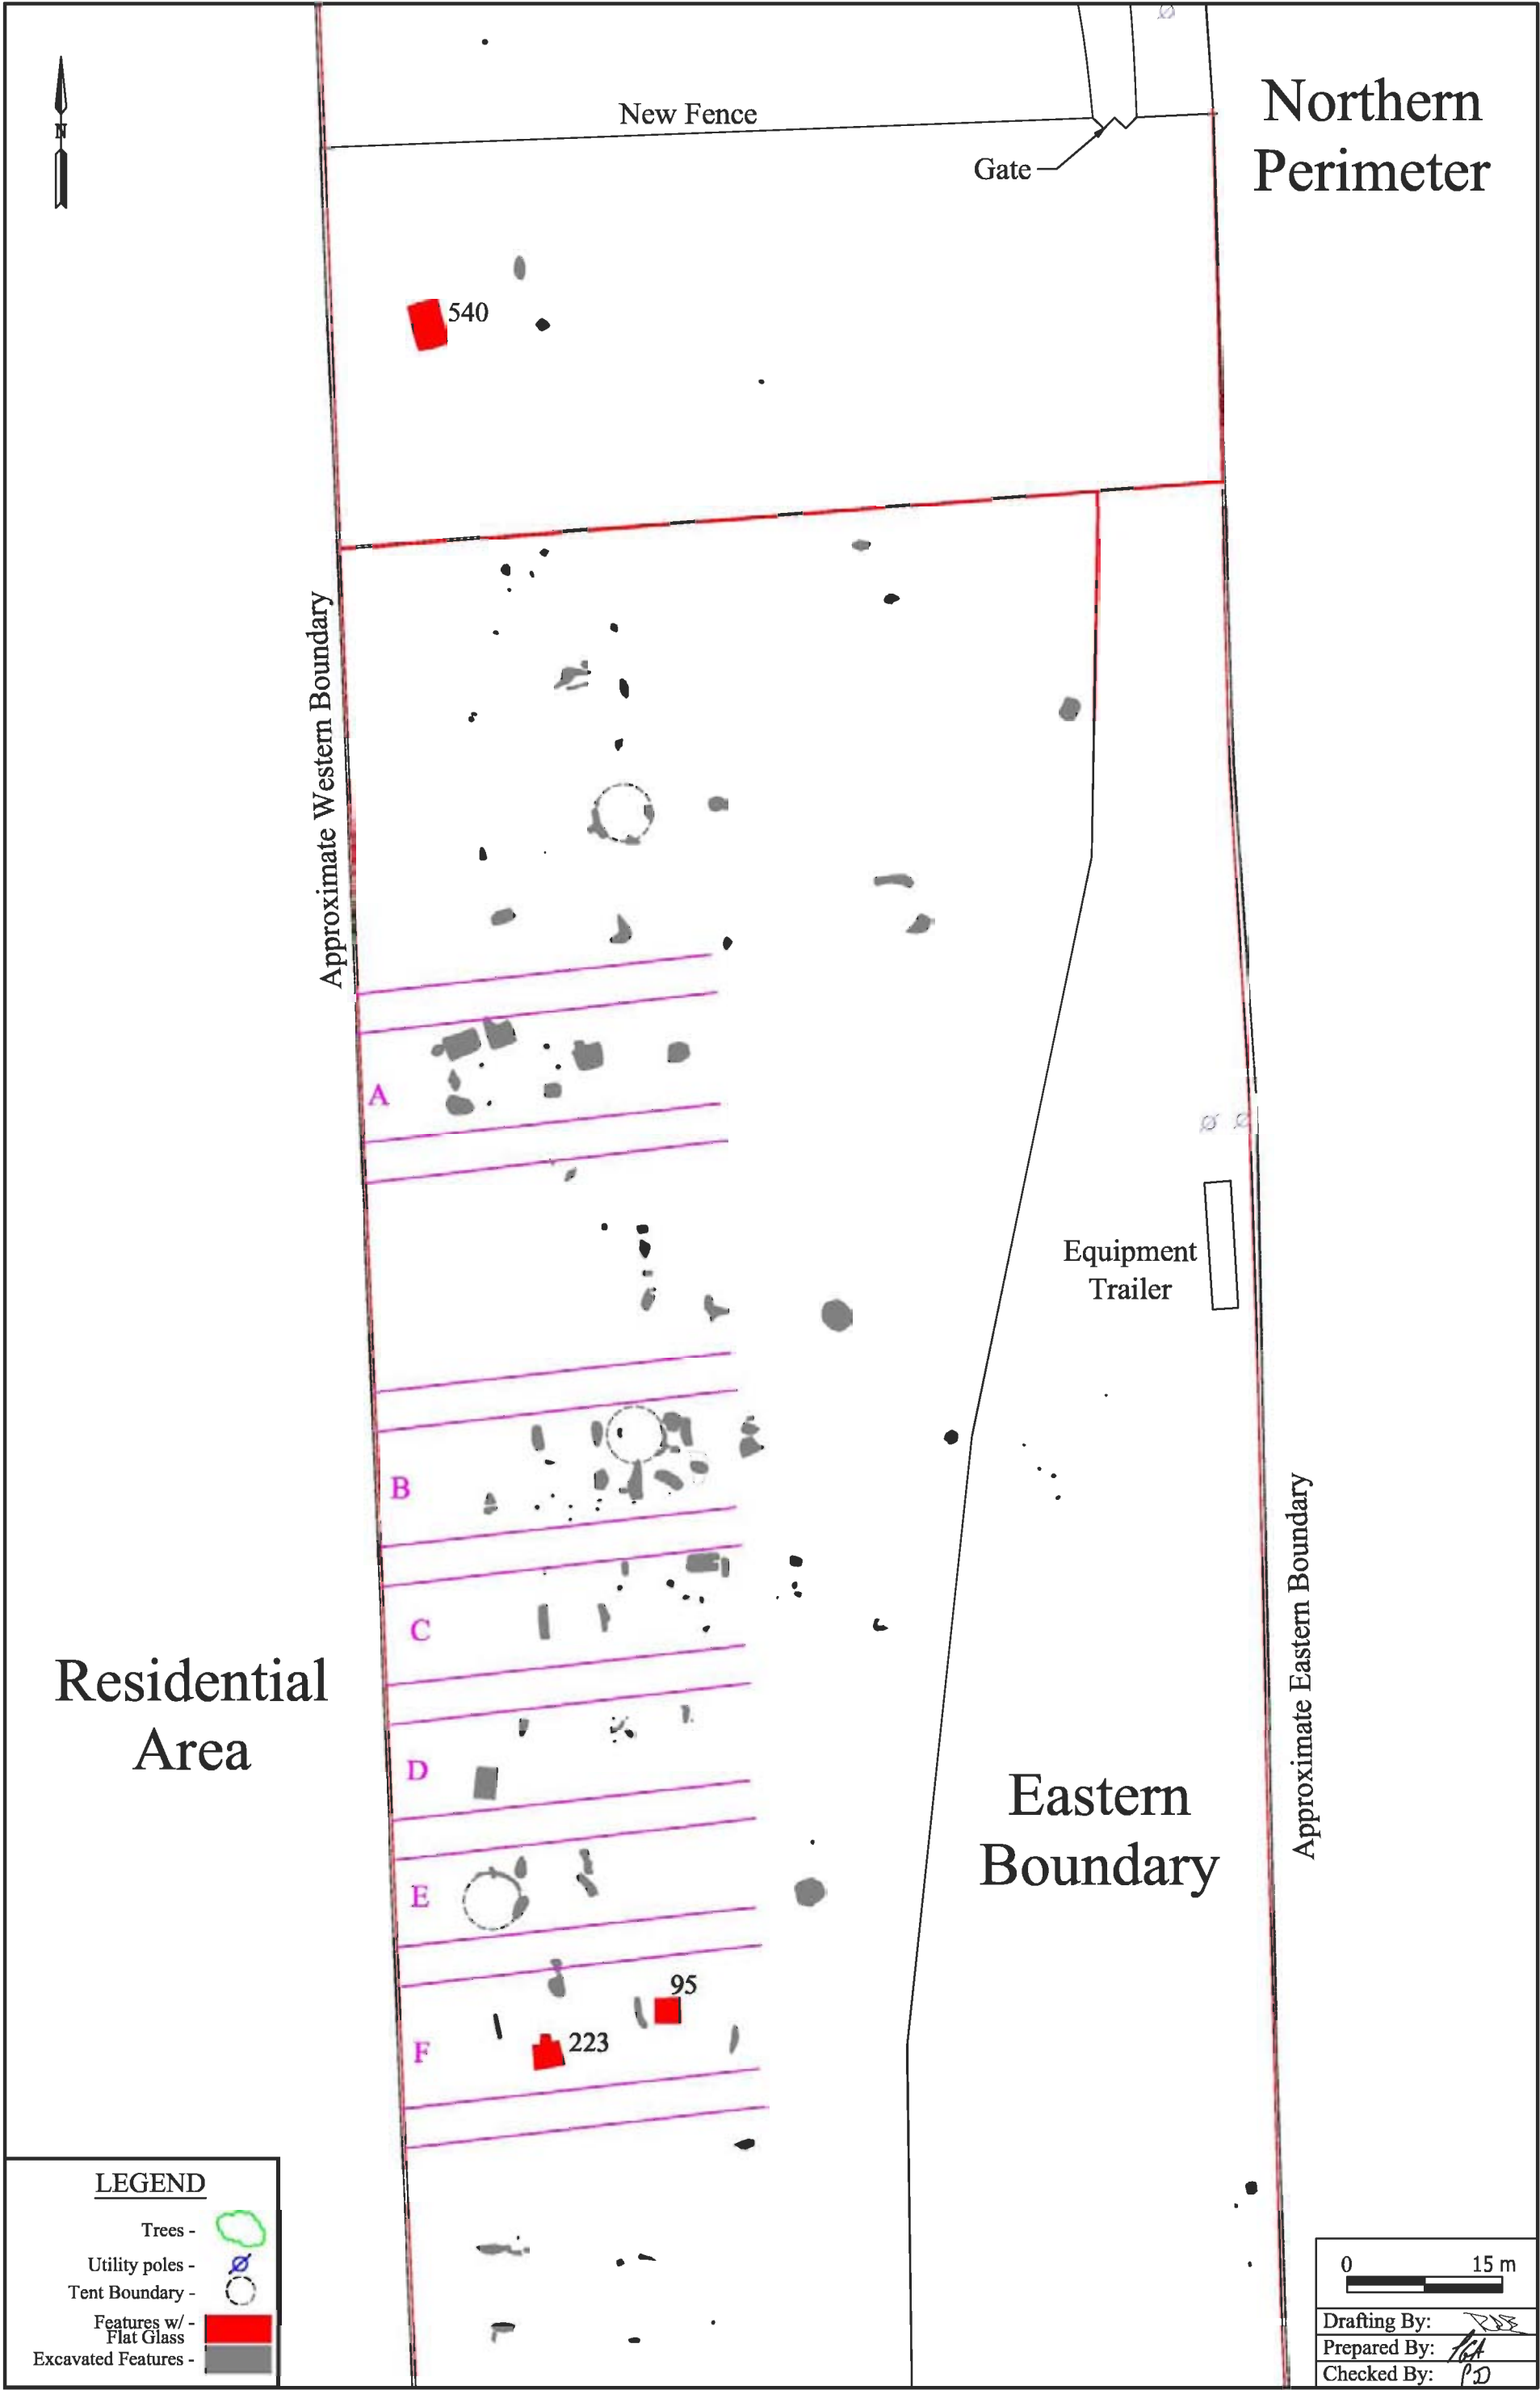 Northern
Perimeter
New Fence
Gate
N
540
Approximate Western Boundary
A
Equipment
Trailer
B
C
Approximate Eastern Boundary
Residential
Area
D
Eastern
Boundary
E
95
223
F
LEGEND
Trees -
Utility poles -
Tent Boundary -
Features w/ -
Flat Glass
Excavated Features -
0 15 m
Drafting By:
Prepared By:
Checked By: PD